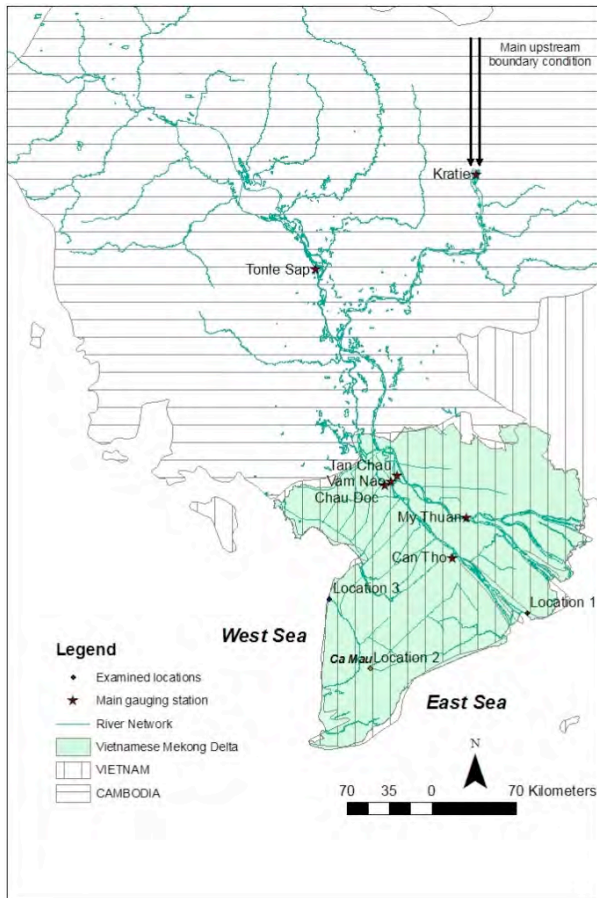 Main upstream
boundary condition
Kratie
Tonle Sap
Tan Chau
Vam Nao
Chau Doc
My Thuan
Can Tho
Location 3
Location 1
West Sea
Ca Mau
Location 2
East Sea
Legend
Examined locations
Main gauging station
River Network
Vietnamese Mekong Delta
VIETNAM
CAMBODIA
N
70 35 0 70 Kilometers